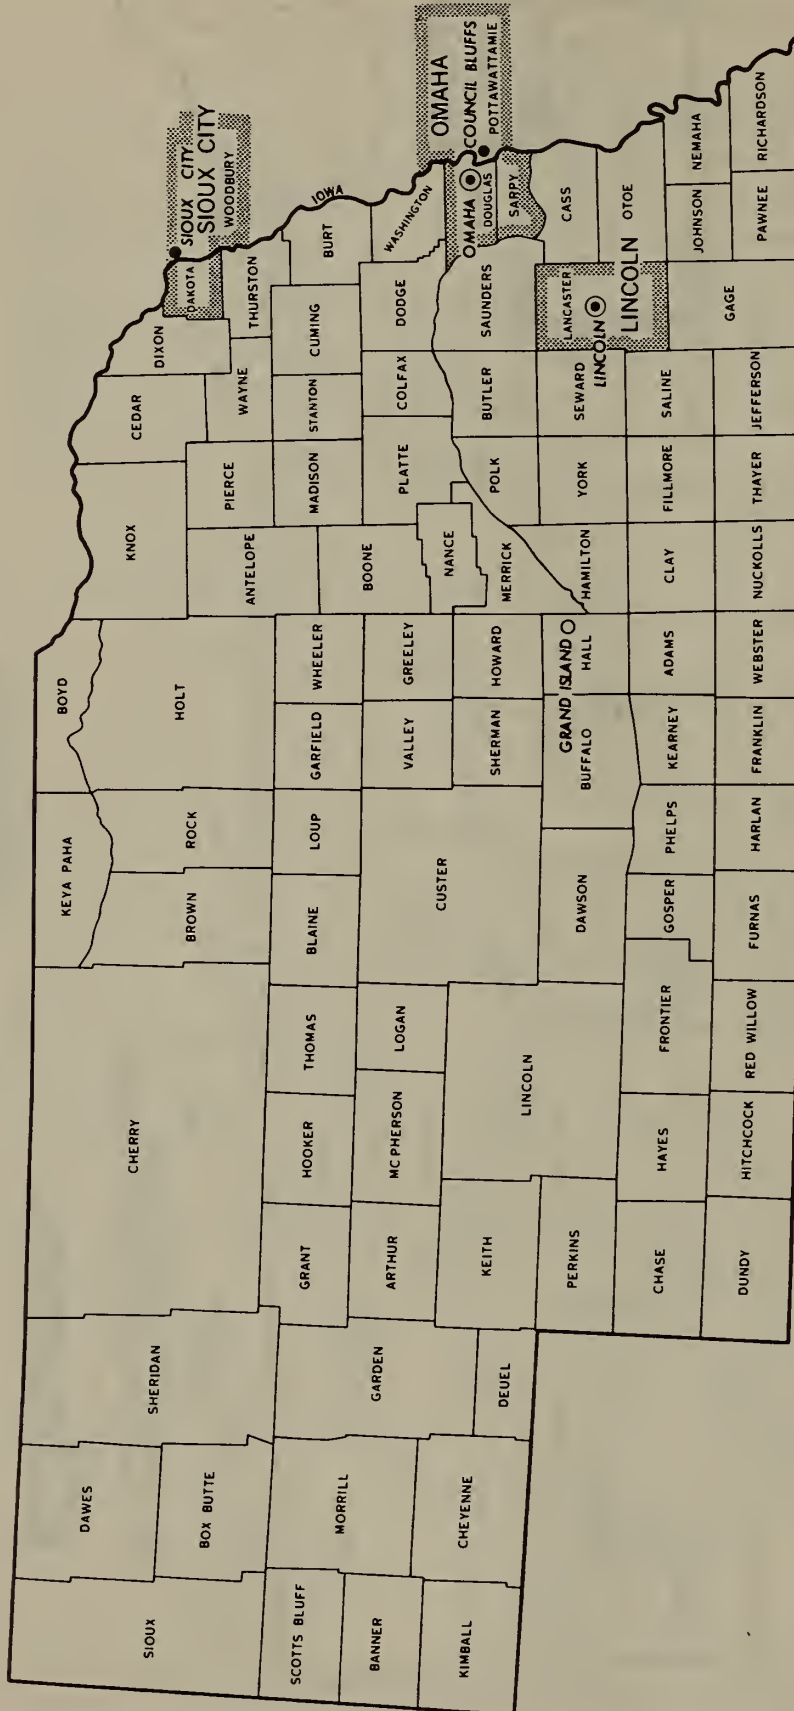 SIOUX CITY
SIOUX CITY
WOODBURY
DAKOTA
IOWA
OMAHA
COUNCIL BLUFFS
POTTAWATTAMIE
OMAHA
DOUGLAS
SARPY
WASHINGTON
BURT
THURSTON
DIXON
CEDAR
WAYNE
CUMING
STANTON
DODGE
COLFAX
SAUNDERS
BUTLER
CASS
OTOE
LANCASTER
LINCOLN
LINCOLN
NEMAHA
JOHNSON
RICHARDSON
PAWNEE
GAGE
SEWARD
SALINE
JEFFERSON
KNOX
PIERCE
MADISON
PLATTE
POLK
YORK
FILLMORE
THAYER
ANTELOPE
BOONE
NANCE
MERRICK
HAMILTON
CLAY
NUCKOLLS
BOYD
HOLT
WHEELER
GREELEY
HOWARD
GRAND ISLAND
HALL
ADAMS
WEBSTER
GARFIELD
VALLEY
SHERMAN
BUFFALO
KEARNEY
FRANKLIN
KEYA PAHA
ROCK
LOUP
BROWN
BLAINE
CUSTER
DAWSON
PHELPS
HARLAN
GOSPER
FURNAS
CHERRY
THOMAS
LOGAN
HOOKER
MC PHERSON
LINCOLN
FRONTIER
RED WILLOW
HAYES
HITCHCOCK
GRANT
ARTHUR
KEITH
PERKINS
CHASE
DUNDY
SHERIDAN
GARDEN
DEUEL
DAWES
BOX BUTTE
MORRILL
CHEYENNE
SIOUX
SCOTTS BLUFF
BANNER
KIMBALL